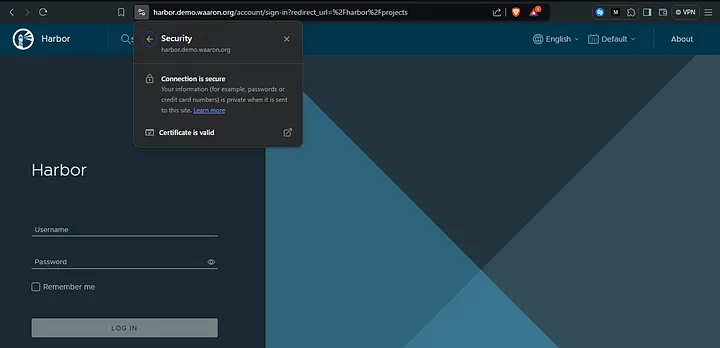 harbor.demo.waaron.org/account/sign-in?redirect_url=%2Fharbor%2Fprojects
1
M
VPN
Harbor
S
English
Default
About
Security
harbor.demo.waaron.org
Connection is secure
Your information (for example, passwords or
credit card numbers) is private when it is sent
to this site. Learn more
Certificate is valid
Harbor
Username
Password
Remember me
LOG IN